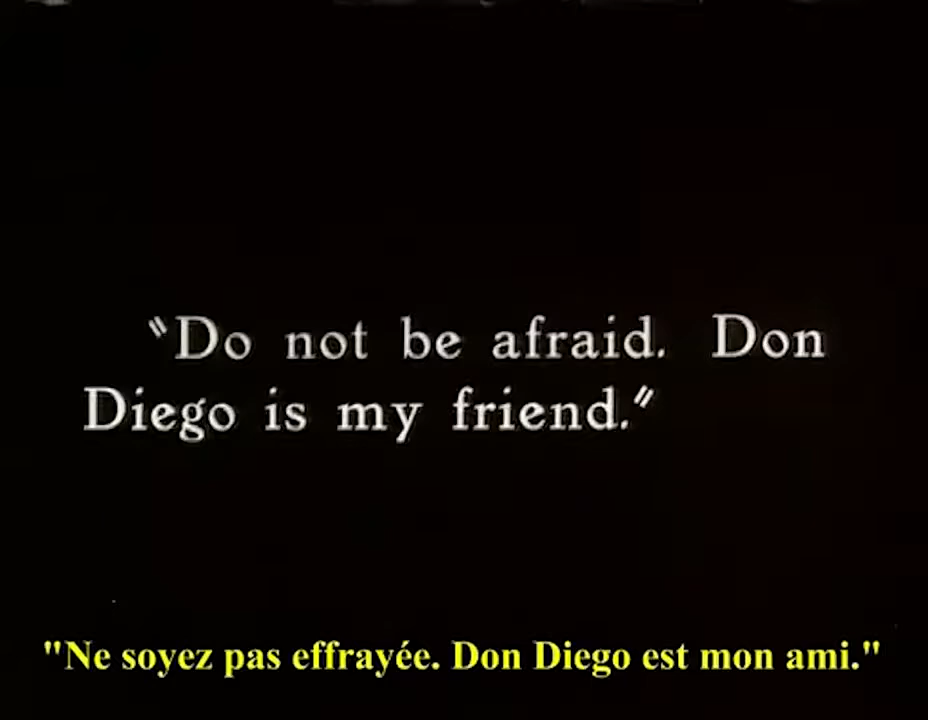 "Do not be afraid. Don
Diego is my friend."
"Ne soyez pas effrayée. Don Diego est mon ami."